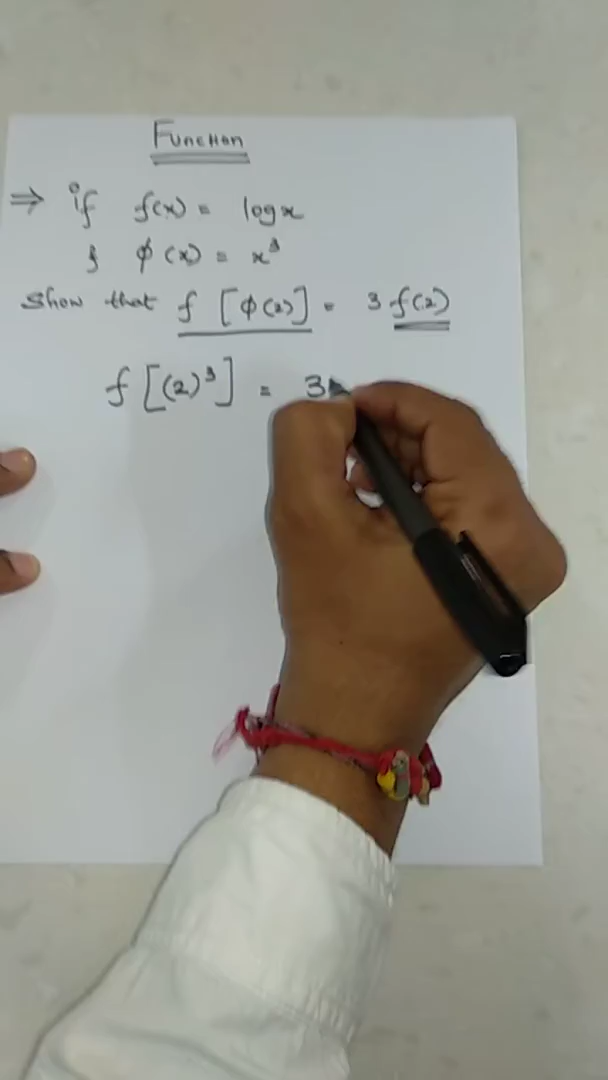 Function
⇒ if f(x) = log x
& φ(x) = x³
Show that f [φ(2)] = 3 f(2)
f [(2)³] = 3